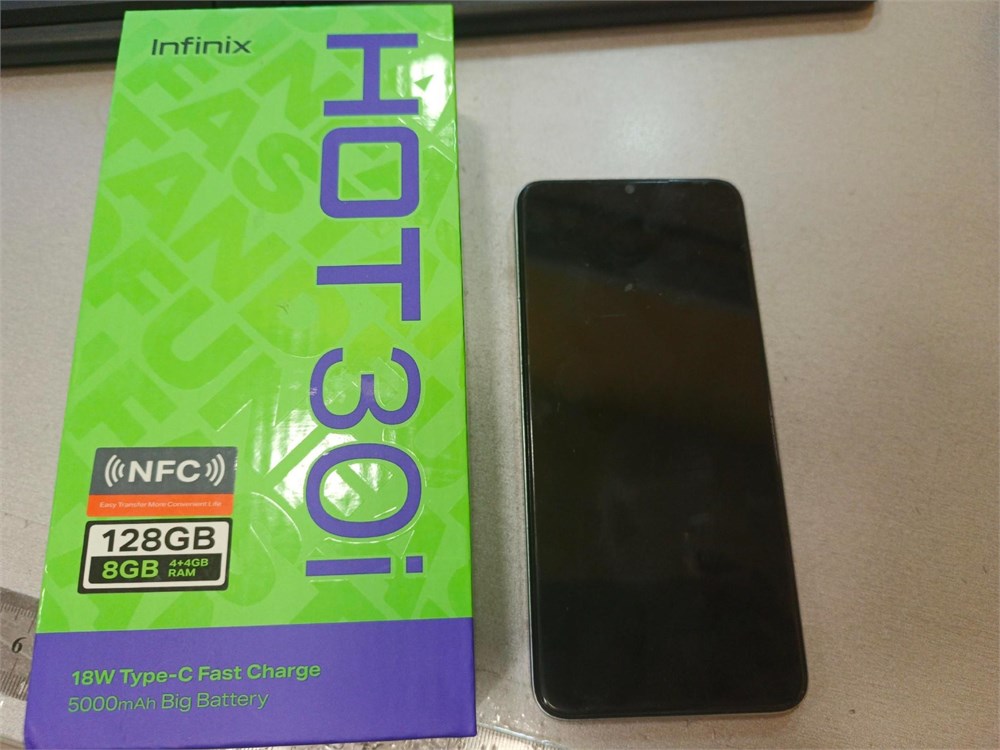 Infinix
HOT 30i
NFC
Easy Transfer More Convenient Life
128GB
8GB 4+4GB RAM
18W Type-C Fast Charge
5000mAh Big Battery
6